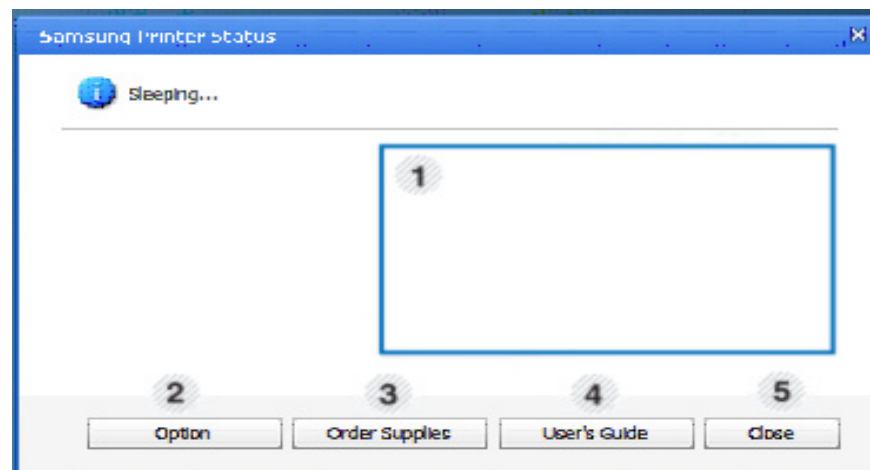 Samsung Printer Status
Sleeping...
1
2
3
4
5
Option
Order Supplies
User's Guide
Close